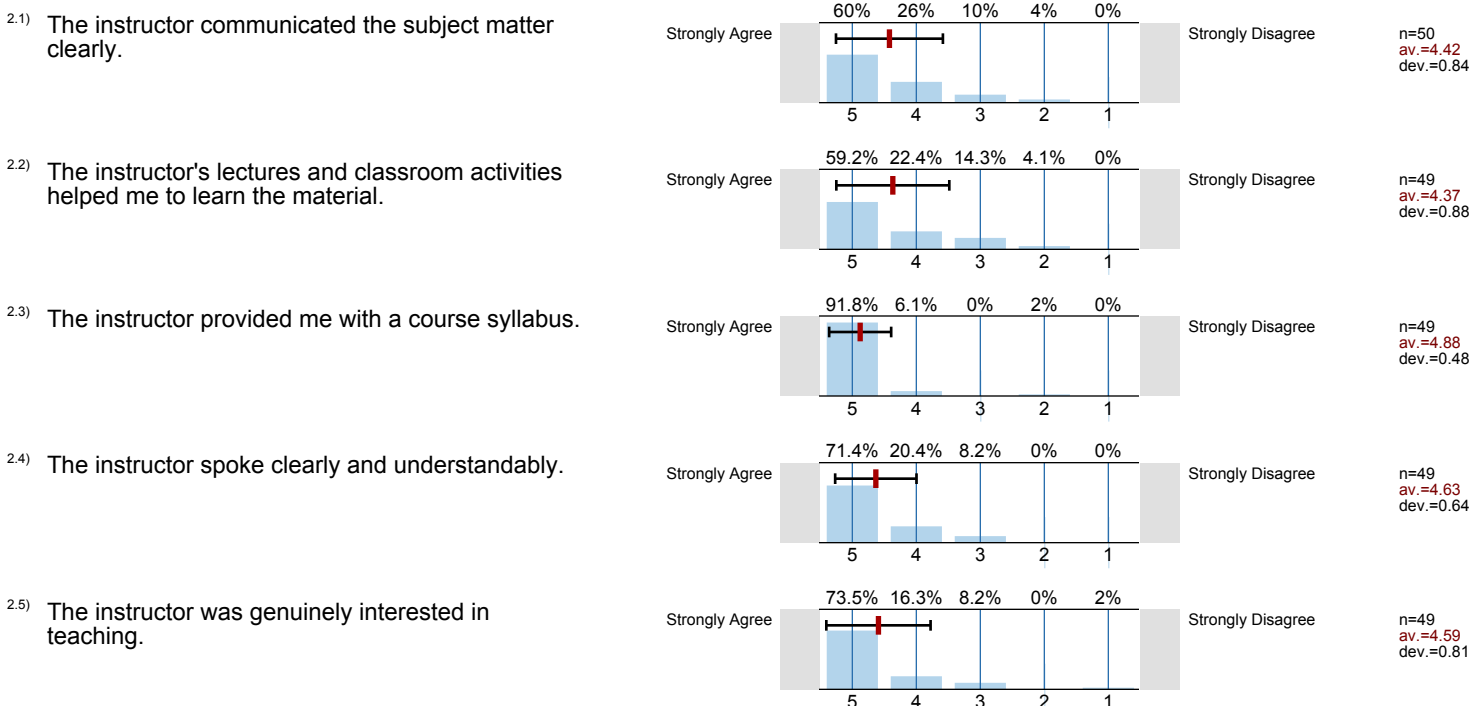 60% 26% 10% 4% 0%
2.1) The instructor communicated the subject matter
clearly.
Strongly Agree
Strongly Disagree
n=50
av.=4.42
dev.=0.84
5 4 3 2 1
59.2% 22.4% 14.3% 4.1% 0%
2.2) The instructor's lectures and classroom activities
helped me to learn the material.
Strongly Agree
Strongly Disagree
n=49
av.=4.37
dev.=0.88
5 4 3 2 1
91.8% 6.1% 0% 2% 0%
2.3) The instructor provided me with a course syllabus.
Strongly Agree
Strongly Disagree
n=49
av.=4.88
dev.=0.48
5 4 3 2 1
71.4% 20.4% 8.2% 0% 0%
2.4) The instructor spoke clearly and understandably.
Strongly Agree
Strongly Disagree
n=49
av.=4.63
dev.=0.64
5 4 3 2 1
73.5% 16.3% 8.2% 0% 2%
2.5) The instructor was genuinely interested in
teaching.
Strongly Agree
Strongly Disagree
n=49
av.=4.59
dev.=0.81
5 4 3 2 1